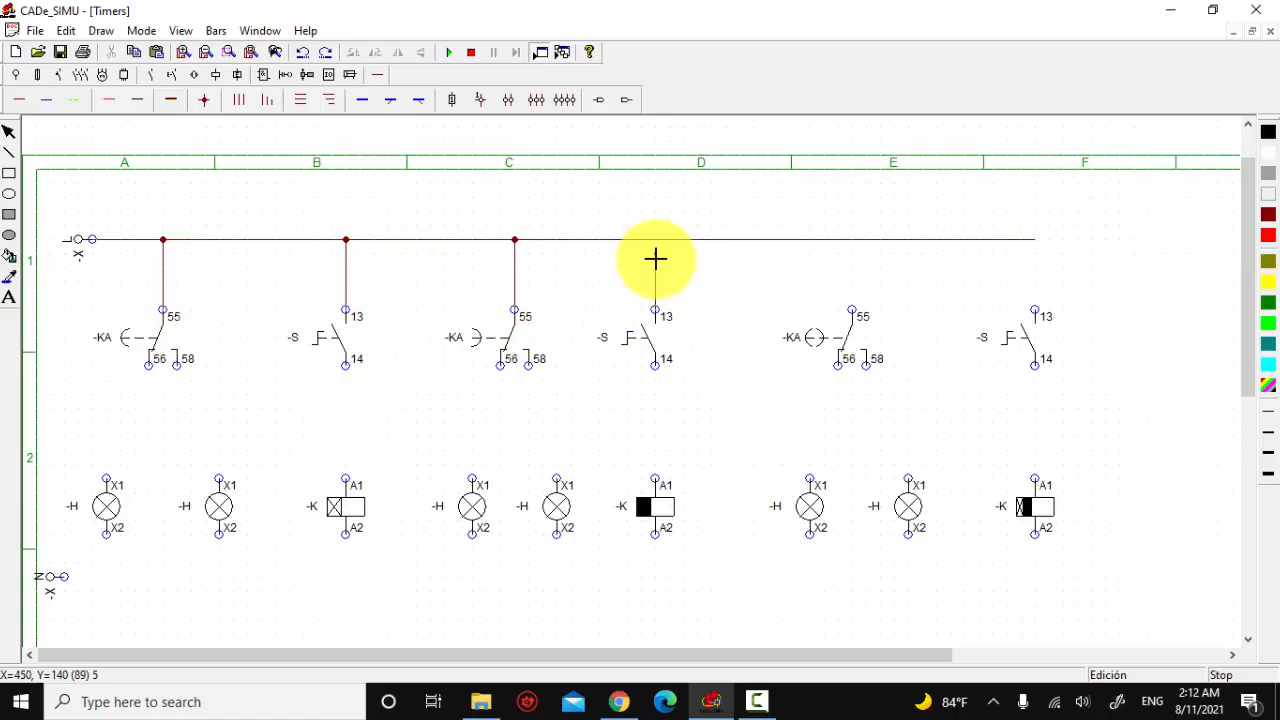 CADe_SIMU - [Timers]
File Edit Draw Mode View Bars Window Help
A B C D E F
L
-X
1
55 13 55 13 55 13
-KA -S -KA -S -KA -S
56 58 14 56 58 14 56 58 14
2
X1 X1 A1 X1 X1 A1 X1 X1 A1
-H -H -K -H -H -K -H -H -K
X2 X2 A2 X2 X2 A2 X2 X2 A2
N
-X
X=450, Y=140 (89) 5 Edición Stop
Type here to search 84°F ENG 2:12 AM
8/11/2021